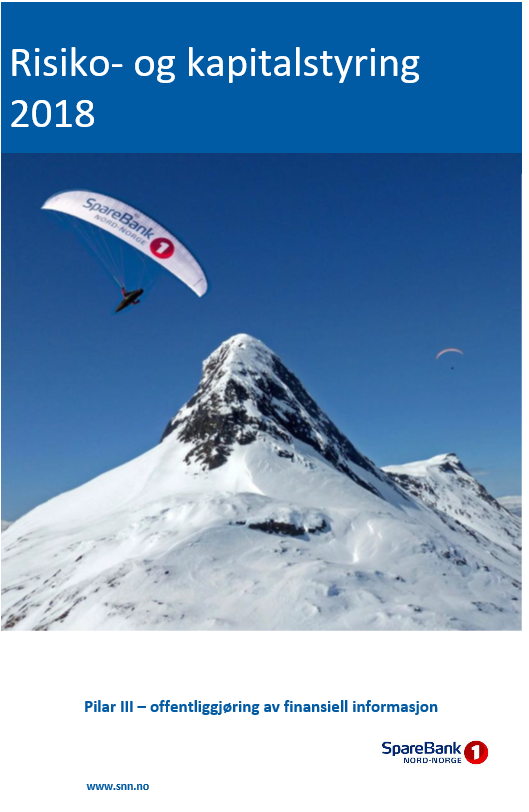 Risiko- og kapitalstyring
2018
SpareBank
NORD-NORGE
1
Pilar III – offentliggjøring av finansiell informasjon
SpareBank 1
NORD-NORGE
www.snn.no